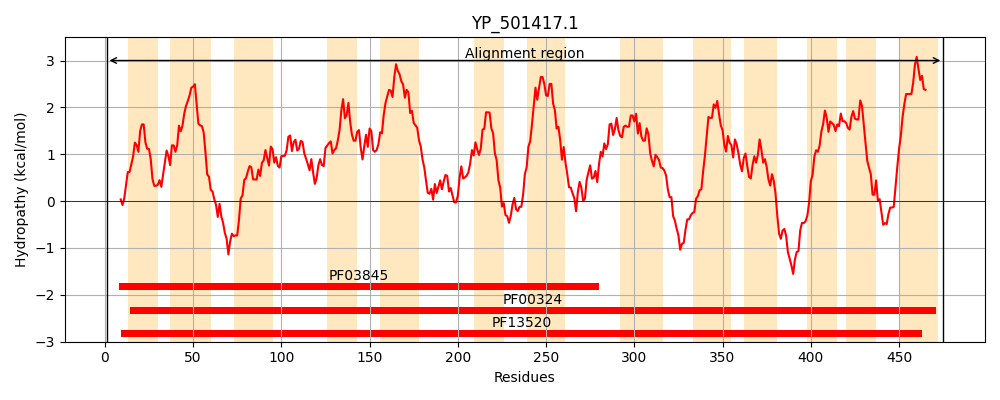 YP_501417.1
Alignment region
3
2
1
0
−1
−2
−3
Hydropathy (kcal/mol)
PF03845
PF00324
PF13520
0 50 100 150 200 250 300 350 400 450
Residues